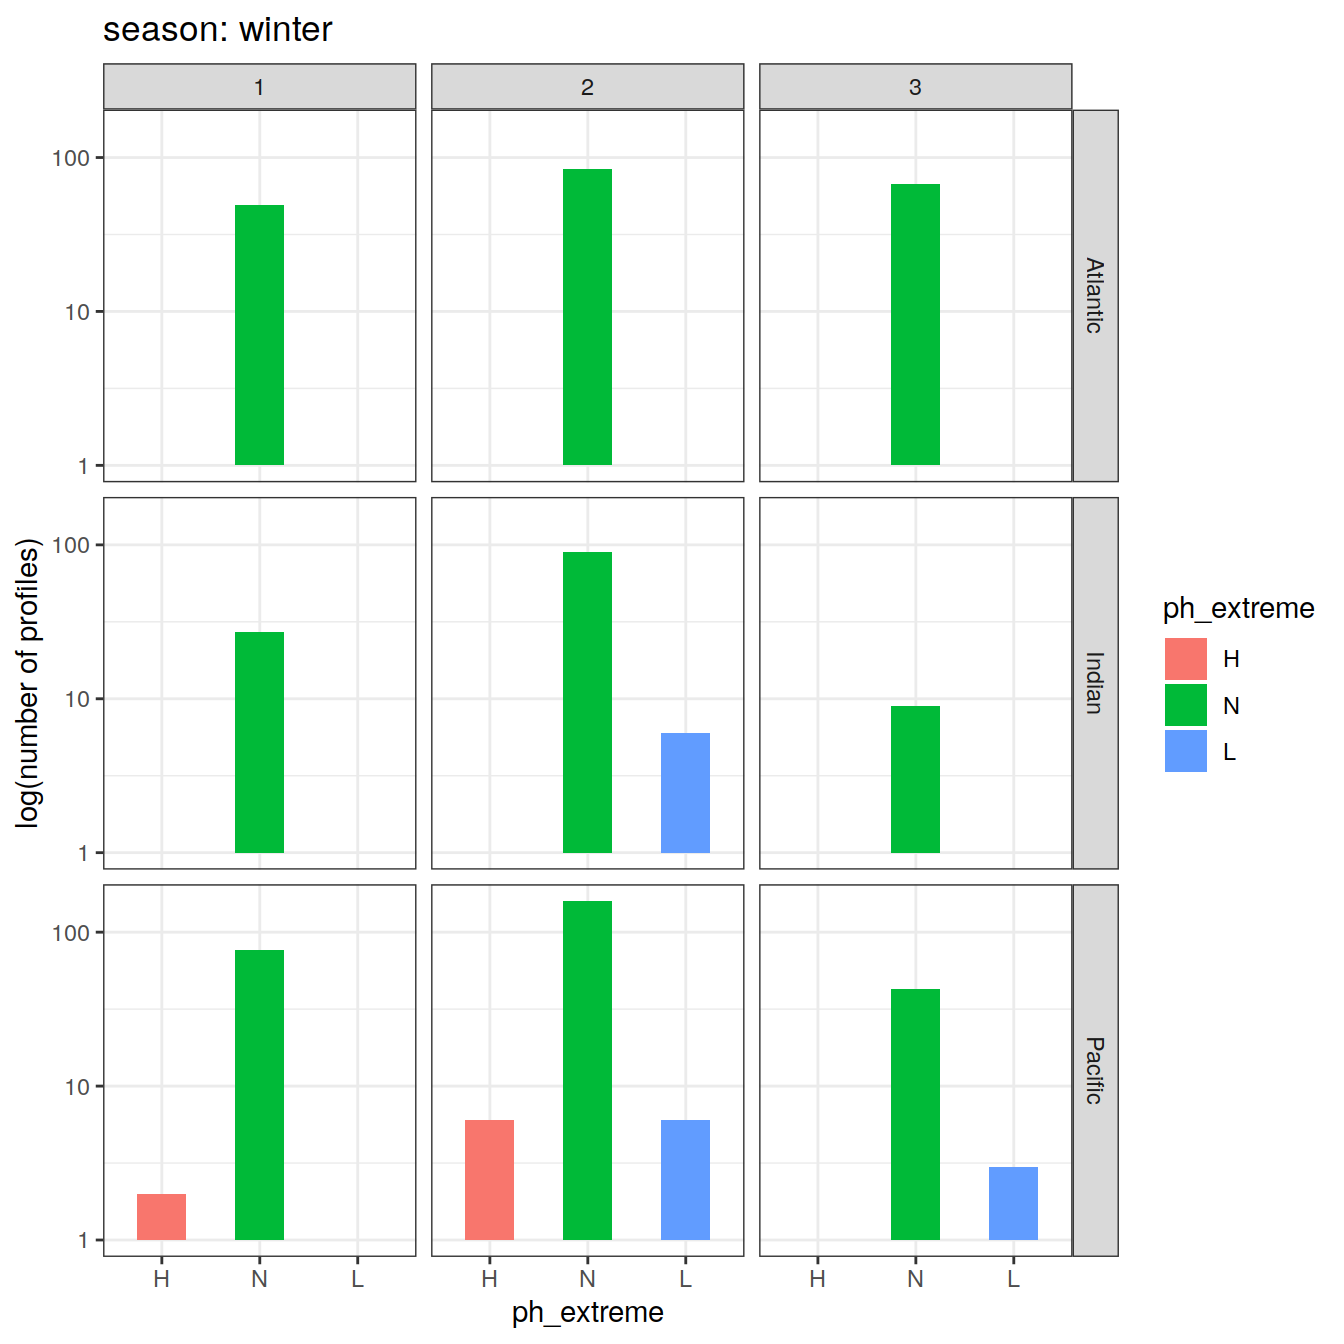 season: winter
1 2 3
100
10
1
Atlantic
100
10
1
Indian
100
10
1
Pacific
H N L H N L H N L
ph_extreme
log(number of profiles)
ph_extreme
H
N
L